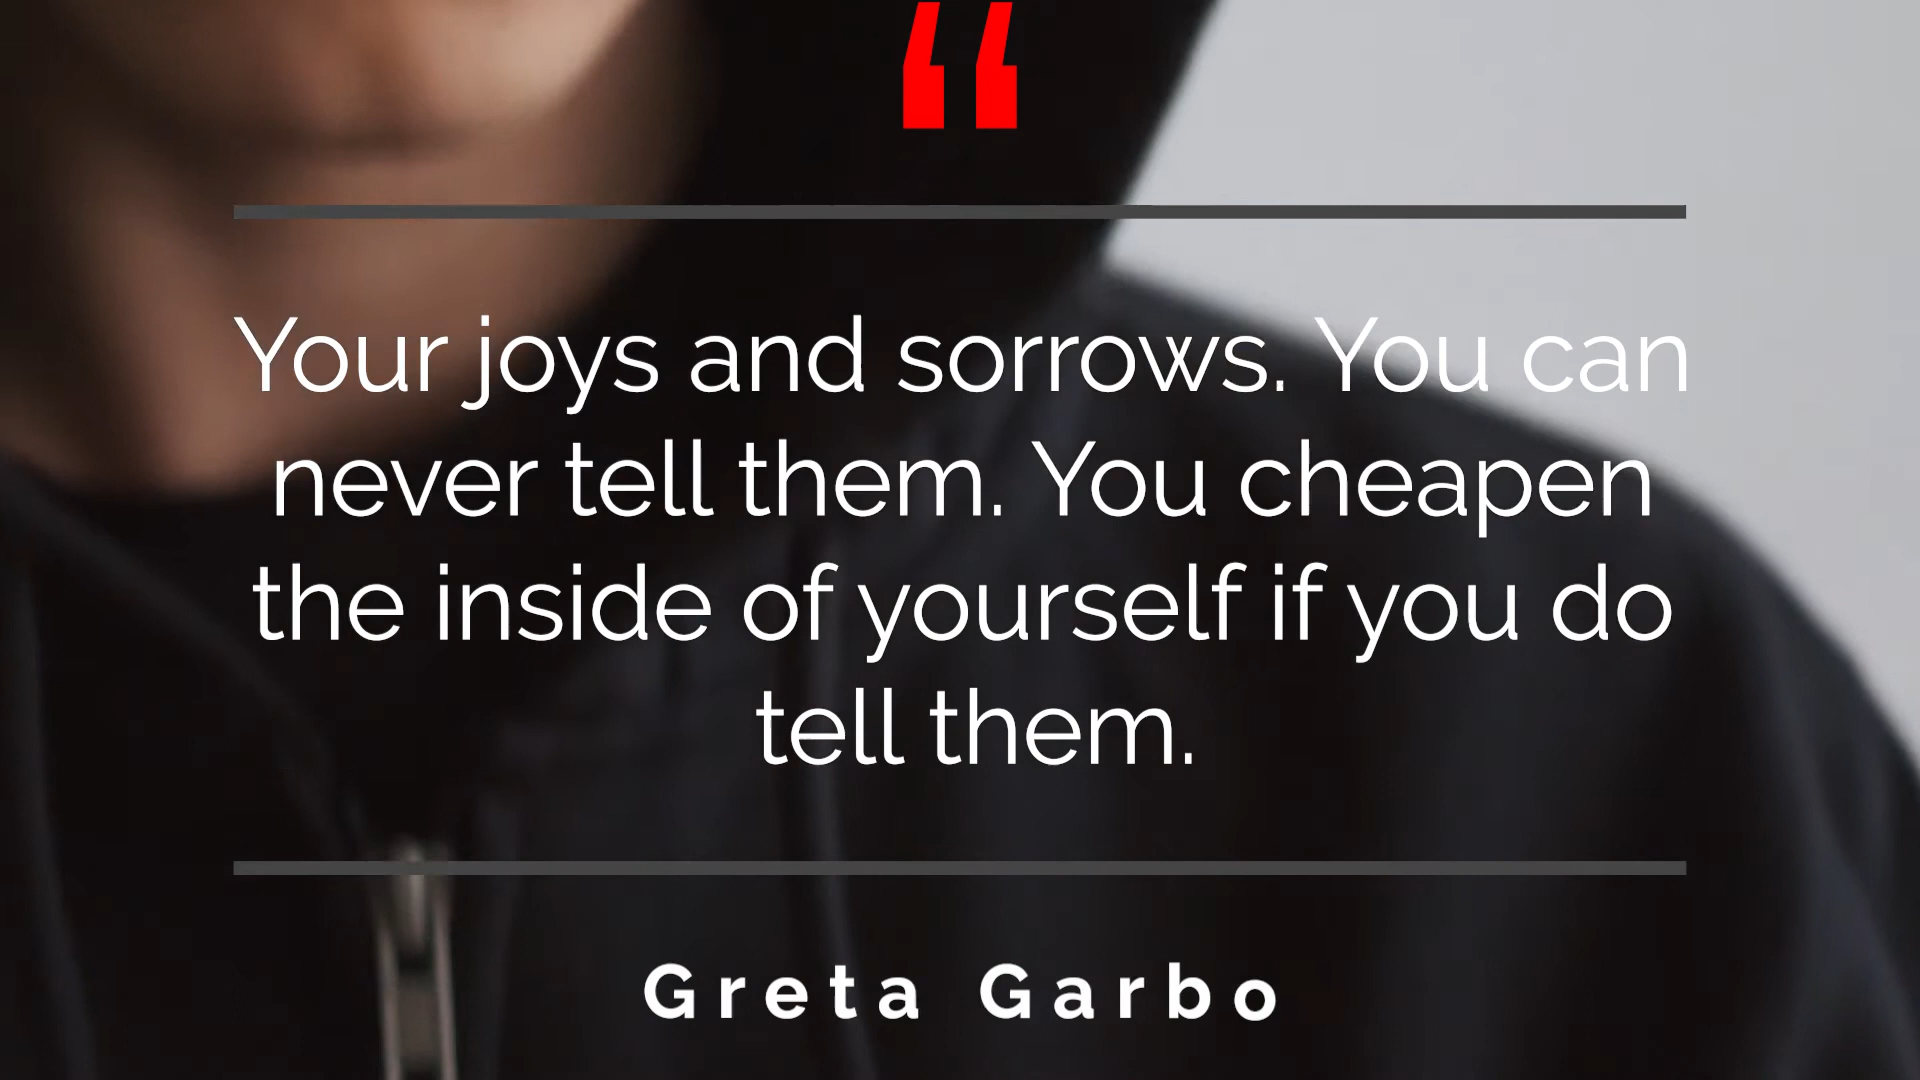 “
Your joys and sorrows. You can
never tell them. You cheapen
the inside of yourself if you do
tell them.
Greta Garbo